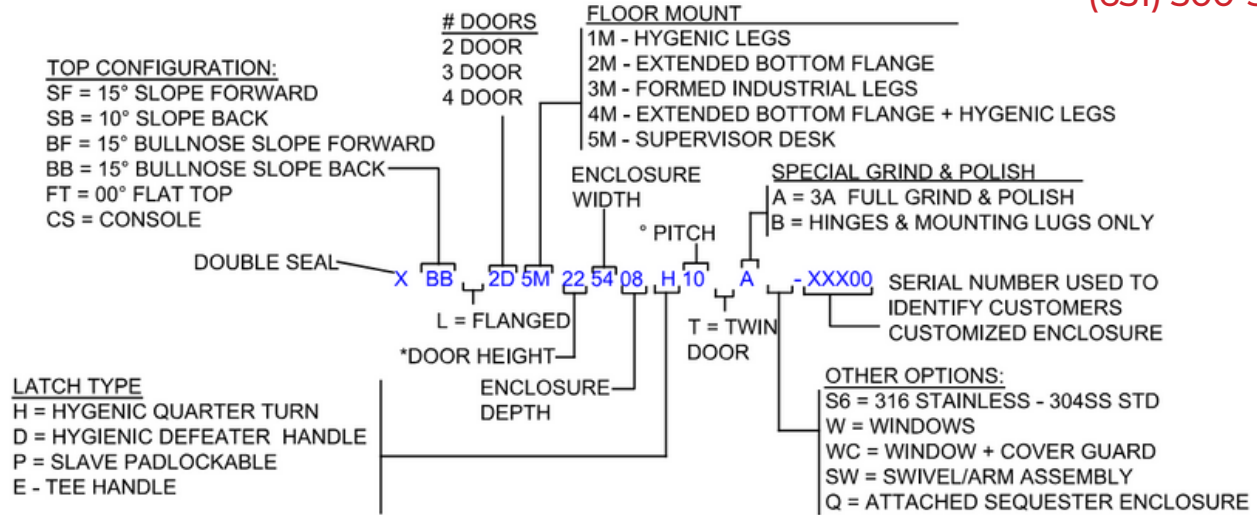 (631) 500-5
# DOORS
2 DOOR
3 DOOR
4 DOOR
FLOOR MOUNT
1M - HYGENIC LEGS
2M - EXTENDED BOTTOM FLANGE
3M - FORMED INDUSTRIAL LEGS
4M - EXTENDED BOTTOM FLANGE + HYGENIC LEGS
5M - SUPERVISOR DESK
TOP CONFIGURATION:
SF = 15° SLOPE FORWARD
SB = 10° SLOPE BACK
BF = 15° BULLNOSE SLOPE FORWARD
BB = 15° BULLNOSE SLOPE BACK
FT = 00° FLAT TOP
CS = CONSOLE
ENCLOSURE
WIDTH
SPECIAL GRIND & POLISH
A = 3A FULL GRIND & POLISH
B = HINGES & MOUNTING LUGS ONLY
° PITCH
DOUBLE SEAL
X BB 2D 5M 22 54 08 H 10 A - XXX00
SERIAL NUMBER USED TO
IDENTIFY CUSTOMERS
CUSTOMIZED ENCLOSURE
L = FLANGED
T = TWIN
DOOR
*DOOR HEIGHT
ENCLOSURE
DEPTH
LATCH TYPE
H = HYGENIC QUARTER TURN
D = HYGIENIC DEFEATER HANDLE
P = SLAVE PADLOCKABLE
E - TEE HANDLE
OTHER OPTIONS:
S6 = 316 STAINLESS - 304SS STD
W = WINDOWS
WC = WINDOW + COVER GUARD
SW = SWIVEL/ARM ASSEMBLY
Q = ATTACHED SEQUESTER ENCLOSURE